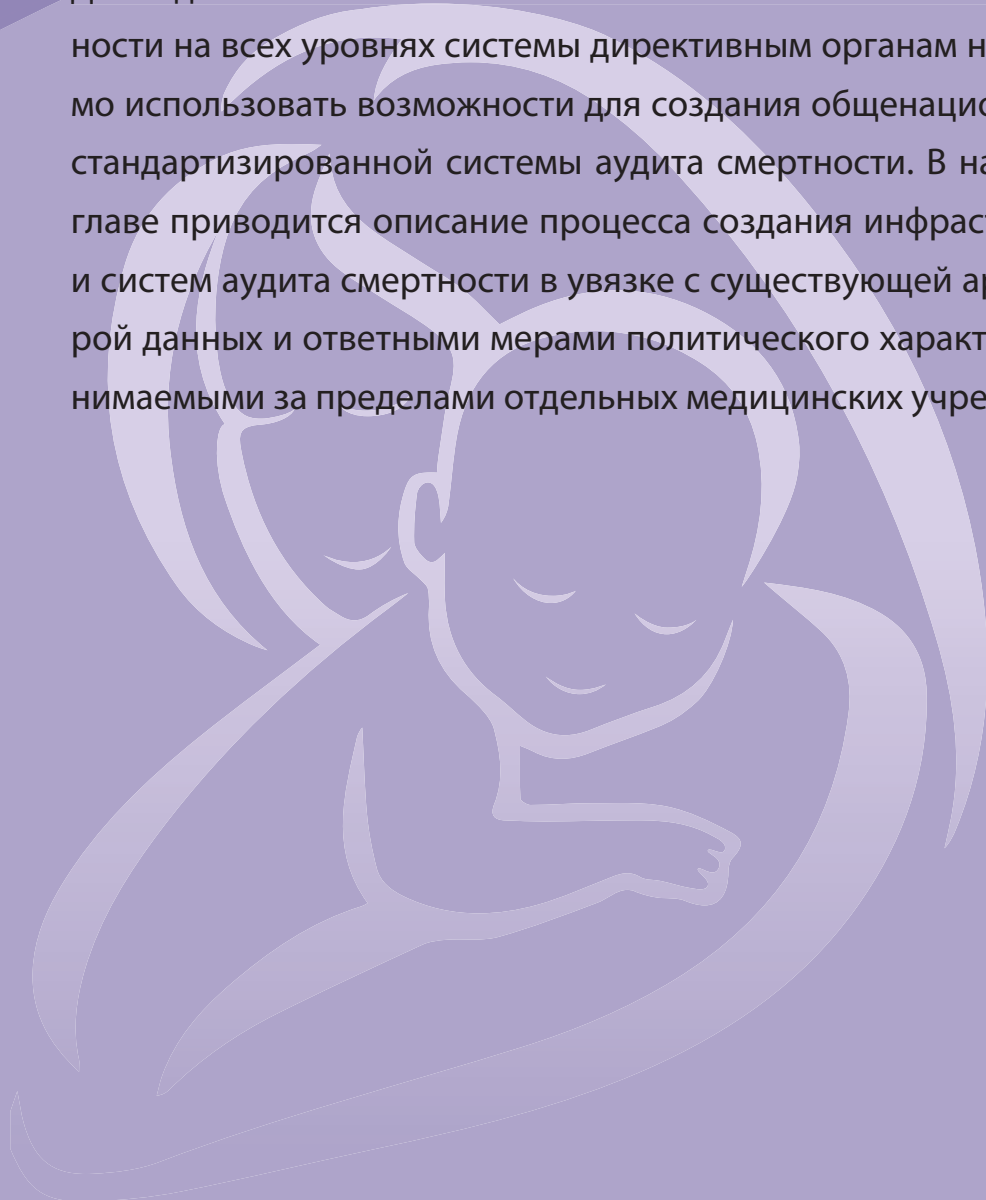 ности на всех уровнях системы директивным органам н
мо использовать возможности для создания общенацио
стандартизированной системы аудита смертности. В на
главе приводится описание процесса создания инфраст
и систем аудита смертности в увязке с существующей ар
рой данных и ответными мерами политического характ
нимаемыми за пределами отдельных медицинских учре